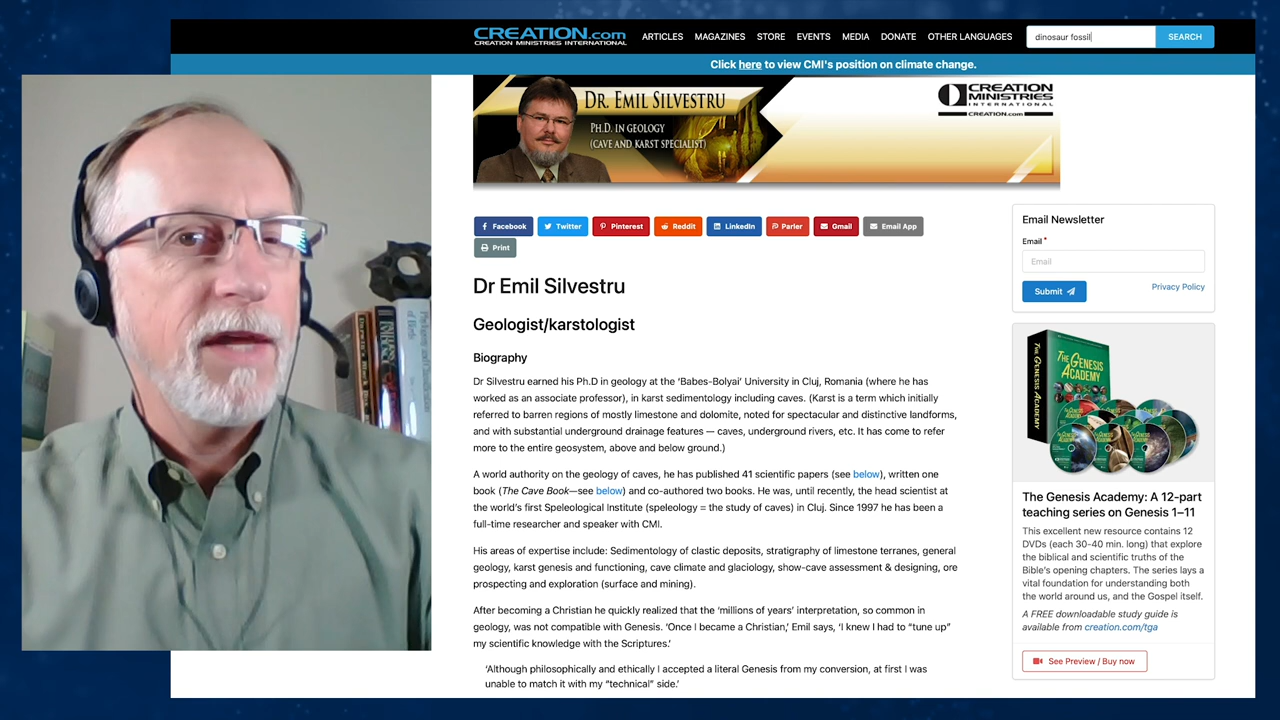 CREATION.com
CREATION MINISTRIES INTERNATIONAL
ARTICLES MAGAZINES STORE EVENTS MEDIA DONATE OTHER LANGUAGES
dinosaur fossil
SEARCH
Click here to view CMI's position on climate change.
DR. EMIL SILVESTRU
PH.D. IN GEOLOGY
(CAVE AND KARST SPECIALIST)
CREATION
MINISTRIES
INTERNATIONAL
CREATION.com
Facebook Twitter Pinterest Reddit LinkedIn Parler Gmail Email App
Print
Dr Emil Silvestru
Geologist/karstologist
Biography
Dr Silvestru earned his Ph.D in geology at the ‘Babes-Bolyai’ University in Cluj, Romania (where he has
worked as an associate professor), in karst sedimentology including caves. (Karst is a term which initially
referred to barren regions of mostly limestone and dolomite, noted for spectacular and distinctive landforms,
and with substantial underground drainage features — caves, underground rivers, etc. It has come to refer
more to the entire geosystem, above and below ground.)
A world authority on the geology of caves, he has published 41 scientific papers (see below), written one
book (The Cave Book—see below) and co-authored two books. He was, until recently, the head scientist at
the world’s first Speleological Institute (speleology = the study of caves) in Cluj. Since 1997 he has been a
full-time researcher and speaker with CMI.
His areas of expertise include: Sedimentology of clastic deposits, stratigraphy of limestone terranes, general
geology, karst genesis and functioning, cave climate and glaciology, show-cave assessment & designing, ore
prospecting and exploration (surface and mining).
After becoming a Christian he quickly realized that the ‘millions of years’ interpretation, so common in
geology, was not compatible with Genesis. ‘Once I became a Christian,’ Emil says, ‘I knew I had to “tune up”
my scientific knowledge with the Scriptures.’
‘Although philosophically and ethically I accepted a literal Genesis from my conversion, at first I was
unable to match it with my “technical” side.’
Email Newsletter
Email *
Email
Submit
Privacy Policy
THE GENESIS ACADEMY
THE
GENESIS
ACADEMY
The Genesis Academy: A 12-part
teaching series on Genesis 1–11
This excellent new resource contains 12
DVDs (each 30-40 min. long) that explore
the biblical and scientific truths of the
Bible’s opening chapters. The series lays a
vital foundation for understanding both
the world around us, and the Gospel itself.
A FREE downloadable study guide is
available from creation.com/tga
See Preview / Buy now